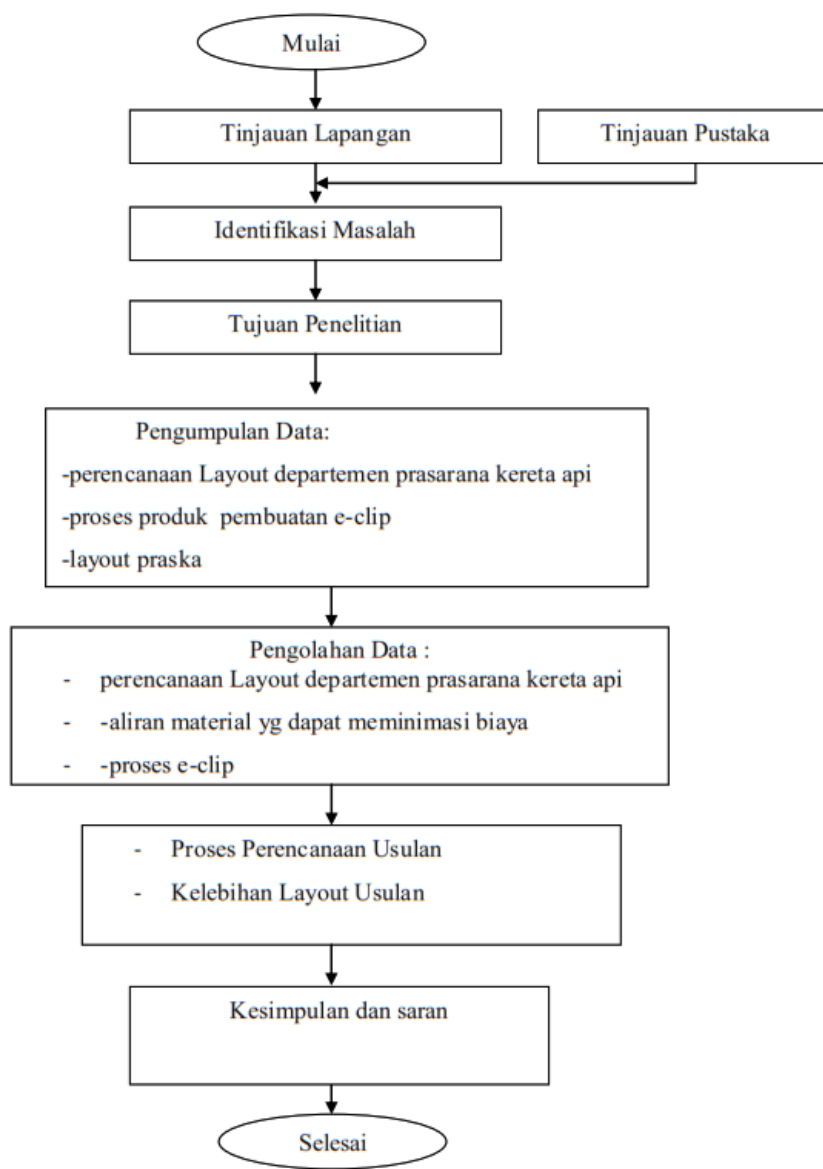 Mulai
Tinjauan Lapangan
Tinjauan Pustaka
Identifikasi Masalah
Tujuan Penelitian
Pengumpulan Data:
-perencanaan Layout departemen prasarana kereta api
-proses produk pembuatan e-clip
-layout praska
Pengolahan Data :
- perencanaan Layout departemen prasarana kereta api
- -aliran material yg dapat meminimasi biaya
- -proses e-clip
- Proses Perencanaan Usulan
- Kelebihan Layout Usulan
Kesimpulan dan saran
Selesai